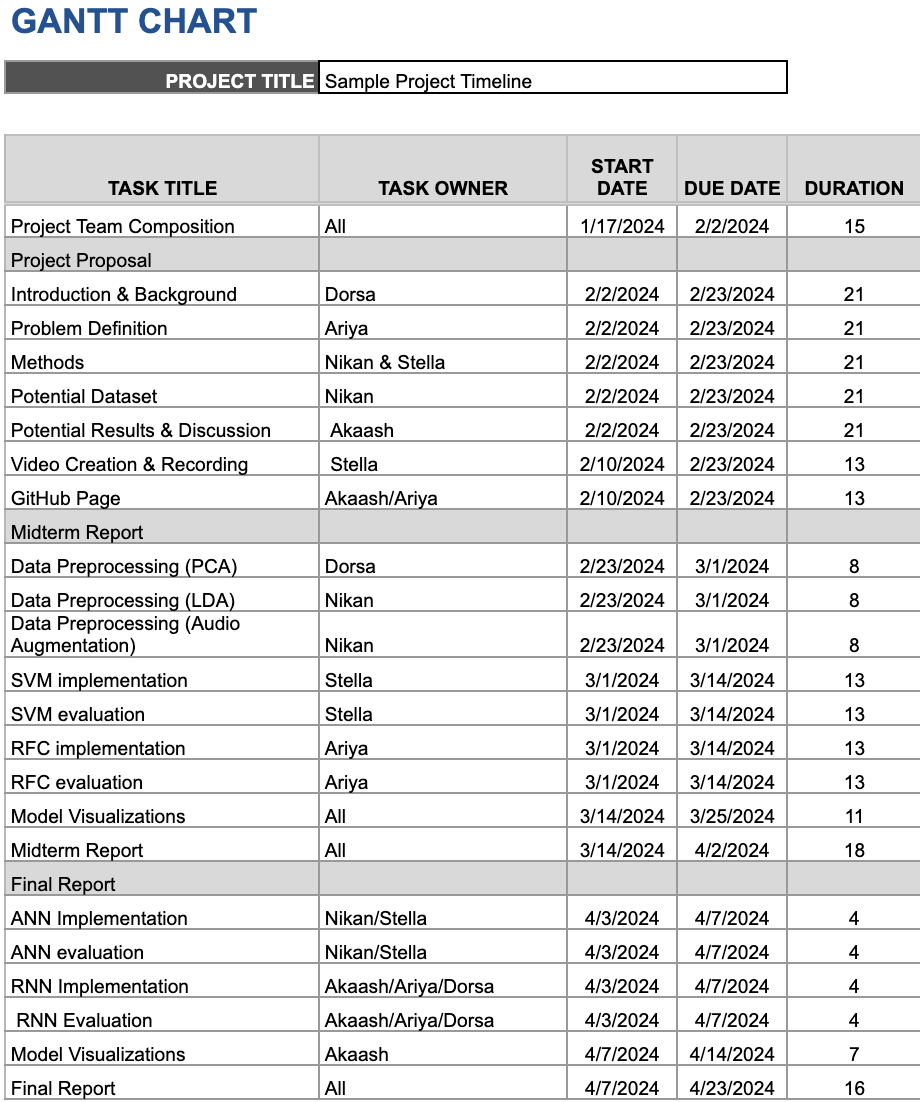 GANTT CHART
PROJECT TITLE Sample Project Timeline
TASK TITLE TASK OWNER START DATE DUE DATE DURATION
Project Team Composition All 1/17/2024 2/2/2024 15
Project Proposal
Introduction & Background Dorsa 2/2/2024 2/23/2024 21
Problem Definition Ariya 2/2/2024 2/23/2024 21
Methods Nikan & Stella 2/2/2024 2/23/2024 21
Potential Dataset Nikan 2/2/2024 2/23/2024 21
Potential Results & Discussion Akaash 2/2/2024 2/23/2024 21
Video Creation & Recording Stella 2/10/2024 2/23/2024 13
GitHub Page Akaash/Ariya 2/10/2024 2/23/2024 13
Midterm Report
Data Preprocessing (PCA) Dorsa 2/23/2024 3/1/2024 8
Data Preprocessing (LDA) Nikan 2/23/2024 3/1/2024 8
Data Preprocessing (Audio
Augmentation) Nikan 2/23/2024 3/1/2024 8
SVM implementation Stella 3/1/2024 3/14/2024 13
SVM evaluation Stella 3/1/2024 3/14/2024 13
RFC implementation Ariya 3/1/2024 3/14/2024 13
RFC evaluation Ariya 3/1/2024 3/14/2024 13
Model Visualizations All 3/14/2024 3/25/2024 11
Midterm Report All 3/14/2024 4/2/2024 18
Final Report
ANN Implementation Nikan/Stella 4/3/2024 4/7/2024 4
ANN evaluation Nikan/Stella 4/3/2024 4/7/2024 4
RNN Implementation Akaash/Ariya/Dorsa 4/3/2024 4/7/2024 4
RNN Evaluation Akaash/Ariya/Dorsa 4/3/2024 4/7/2024 4
Model Visualizations Akaash 4/7/2024 4/14/2024 7
Final Report All 4/7/2024 4/23/2024 16